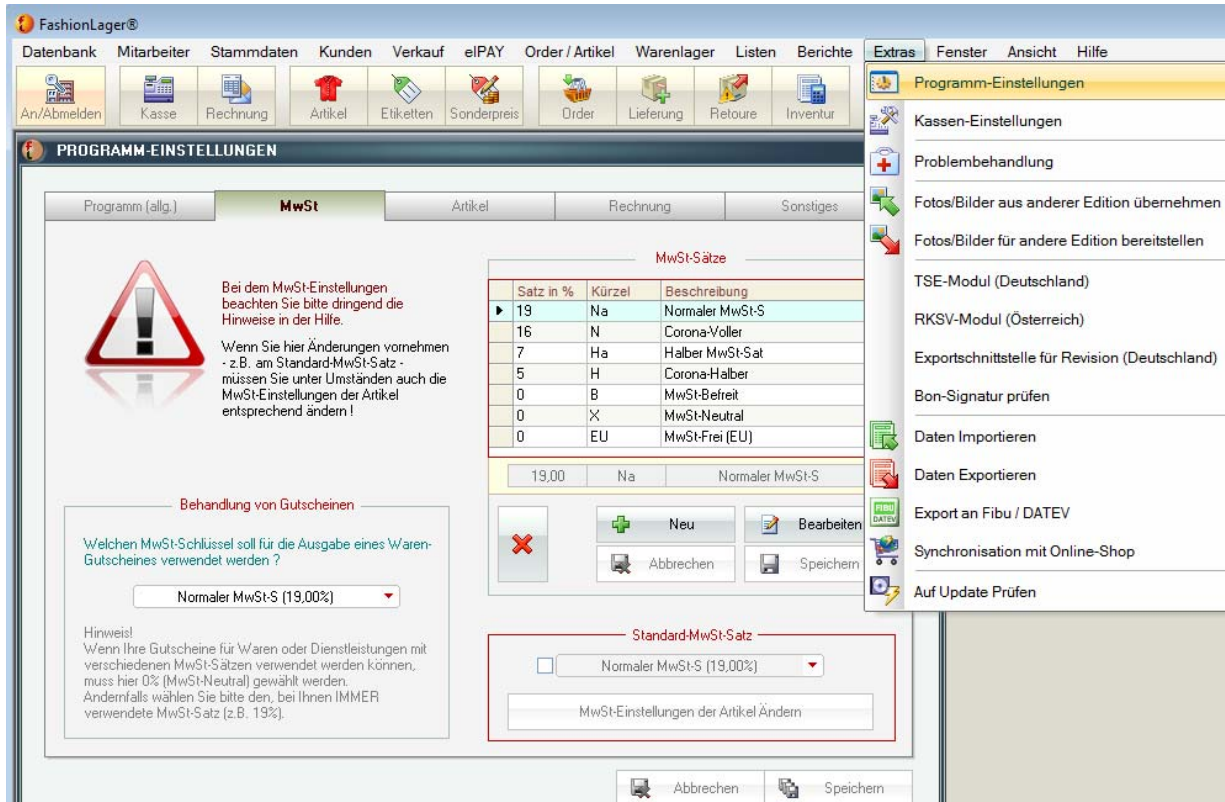 FashionLager®
Datenbank Mitarbeiter Stammdaten Kunden Verkauf elPAY Order / Artikel Warenlager Listen Berichte Extras Fenster Ansicht Hilfe
An/Abmelden Kasse Rechnung Artikel Etiketten Sonderpreis Order Lieferung Retoure Inventur
PROGRAMM-EINSTELLUNGEN
Programm (allg.) MwSt Artikel Rechnung Sonstiges
Bei dem MwSt-Einstellungen
beachten Sie bitte dringend die
Hinweise in der Hilfe.
Wenn Sie hier Änderungen vornehmen
- z.B. am Standard-MwSt-Satz -
müssen Sie unter Umständen auch die
MwSt-Einstellungen der Artikel
entsprechend ändern !
MwSt-Sätze
Satz in % Kürzel Beschreibung
19 Na Normaler MwSt-S
16 N Corona-Voller
7 Ha Halber MwSt-Sat
5 H Corona-Halber
0 B MwSt-Befreit
0 X MwSt-Neutral
0 EU MwSt-Frei (EU)
19,00 Na Normaler MwSt-S
Neu Bearbeiten
Abbrechen Speichern
Behandlung von Gutscheinen
Welchen MwSt-Schlüssel soll für die Ausgabe eines Waren-
Gutscheines verwendet werden ?
Normaler MwSt-S (19,00%)
Hinweis!
Wenn Ihre Gutscheine für Waren oder Dienstleistungen mit
verschiedenen MwSt-Sätzen verwendet werden können,
muss hier 0% (MwSt-Neutral) gewählt werden.
Andernfalls wählen Sie bitte den, bei Ihnen IMMER
verwendete MwSt-Satz (z.B. 19%).
Standard-MwSt-Satz
Normaler MwSt-S (19,00%)
MwSt-Einstellungen der Artikel Ändern
Abbrechen Speichern
Programm-Einstellungen
Kassen-Einstellungen
Problembehandlung
Fotos/Bilder aus anderer Edition übernehmen
Fotos/Bilder für andere Edition bereitstellen
TSE-Modul (Deutschland)
RKSV-Modul (Österreich)
Exportschnittstelle für Revision (Deutschland)
Bon-Signatur prüfen
Daten Importieren
Daten Exportieren
FIBU
DATEV
Export an Fibu / DATEV
Synchronisation mit Online-Shop
Auf Update Prüfen